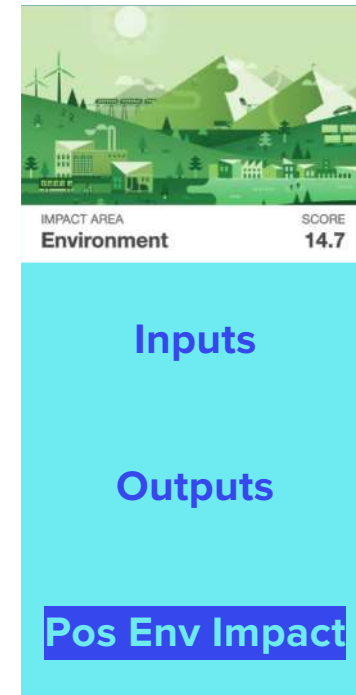 IMPACT AREA SCORE
Environment 14.7
Inputs
Outputs
Pos Env Impact